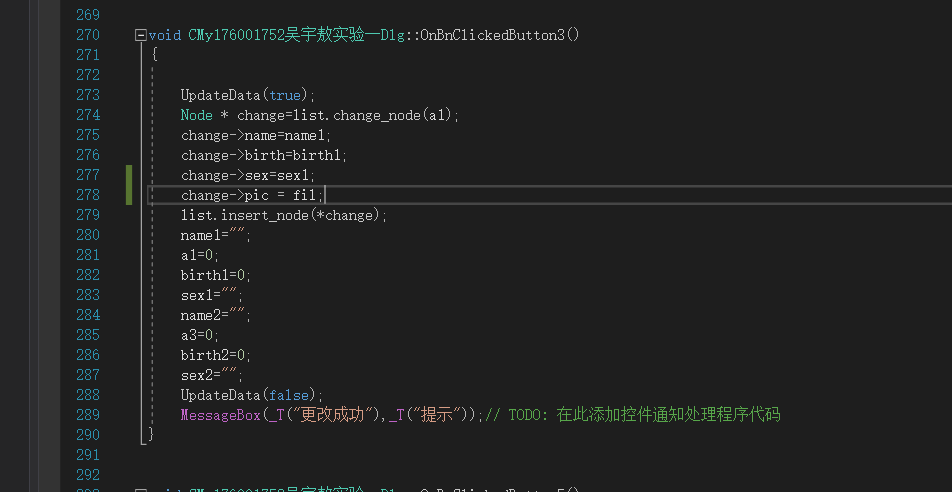 269
270 void CMy176001752吴宇敖实验一Dlg::OnBnClickedButton3()
271 {
272
273 UpdateData(true);
274 Node * change=list.change_node(a1);
275 change->name=name1;
276 change->birth=birth1;
277 change->sex=sex1;
278 change->pic = fil;
279 list.insert_node(*change);
280 name1="";
281 a1=0;
282 birth1=0;
283 sex1="";
284 name2="";
285 a3=0;
286 birth2=0;
287 sex2="";
288 UpdateData(false);
289 MessageBox(_T("更改成功"),_T("提示"));// TODO: 在此添加控件通知处理程序代码
290 }
291
292